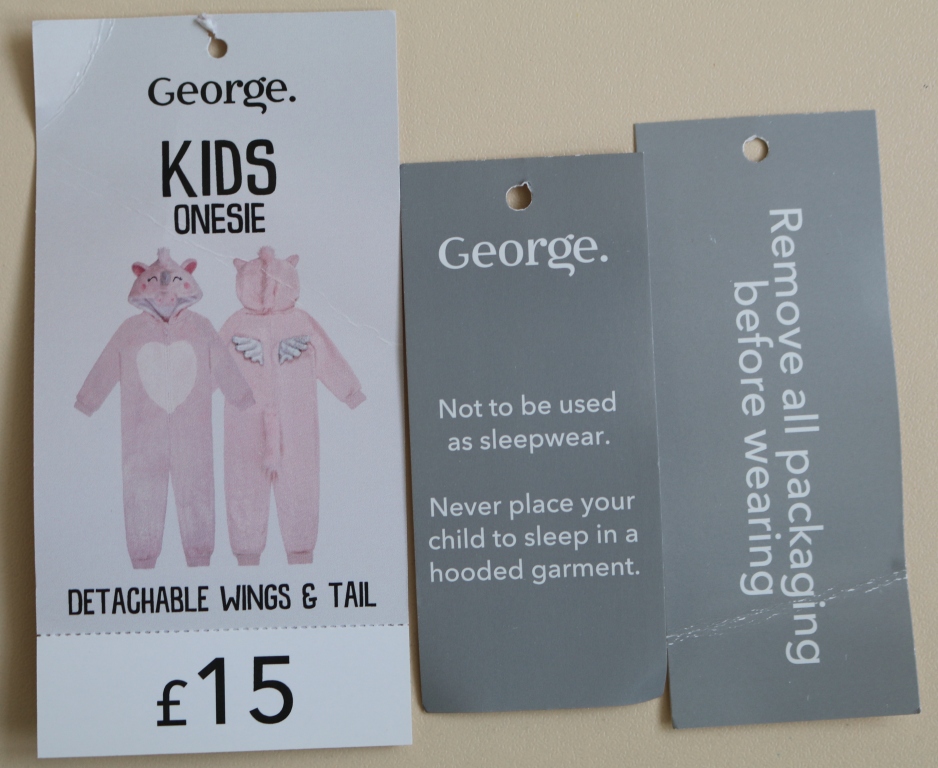 George.
KIDS
ONESIE
DETACHABLE WINGS & TAIL
£15
George.
Not to be used
as sleepwear.
Never place your
child to sleep in a
hooded garment.
Remove all packaging
before wearing